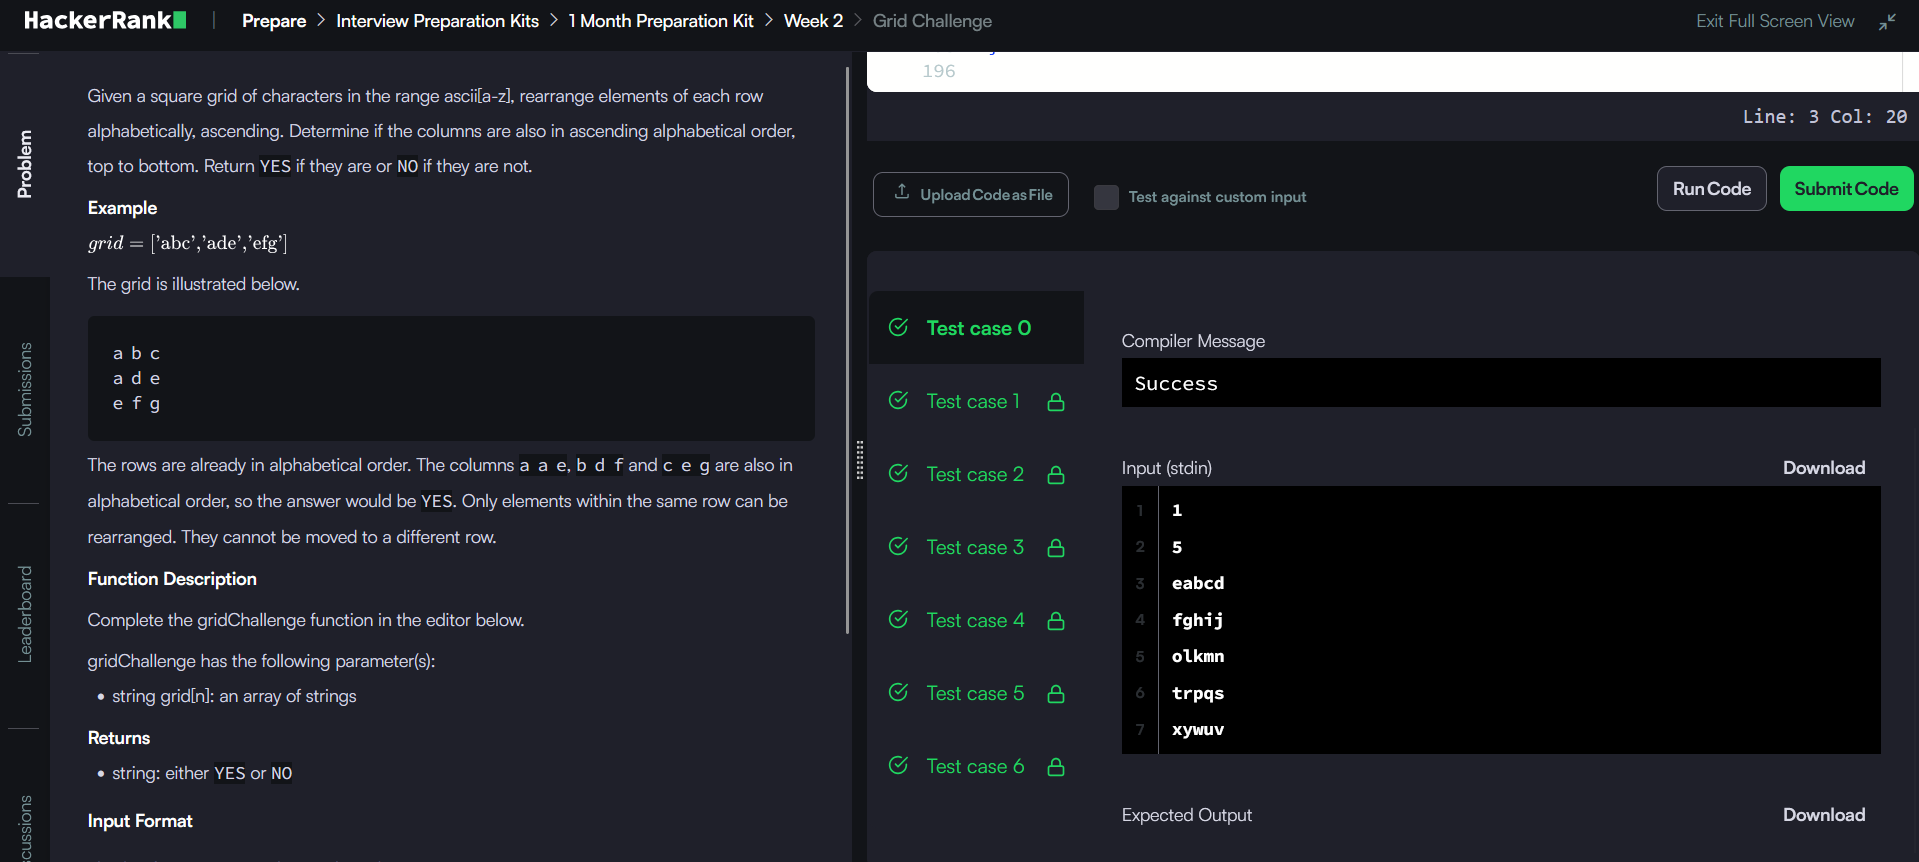 HackerRank
Prepare > Interview Preparation Kits > 1 Month Preparation Kit > Week 2 > Grid Challenge
Exit Full Screen View
Problem
Submissions
Leaderboard
Given a square grid of characters in the range ascii[a-z], rearrange elements of each row
alphabetically, ascending. Determine if the columns are also in ascending alphabetical order,
top to bottom. Return YES if they are or NO if they are not.
Example
grid = ['abc','ade','efg']
The grid is illustrated below.
a b c
a d e
e f g
The rows are already in alphabetical order. The columns a a e, b d f and c e g are also in
alphabetical order, so the answer would be YES. Only elements within the same row can be
rearranged. They cannot be moved to a different row.
Function Description
Complete the gridChallenge function in the editor below.
gridChallenge has the following parameter(s):
• string grid[n]: an array of strings
Returns
• string: either YES or NO
Input Format
196
Line: 3 Col: 20
Upload Code as File
Test against custom input
Run Code
Submit Code
Test case 0
Test case 1
Test case 2
Test case 3
Test case 4
Test case 5
Test case 6
Compiler Message
Success
Input (stdin)
Download
1 1
2 5
3 eabcd
4 fghij
5 olkmn
6 trpqs
7 xywuv
Expected Output
Download